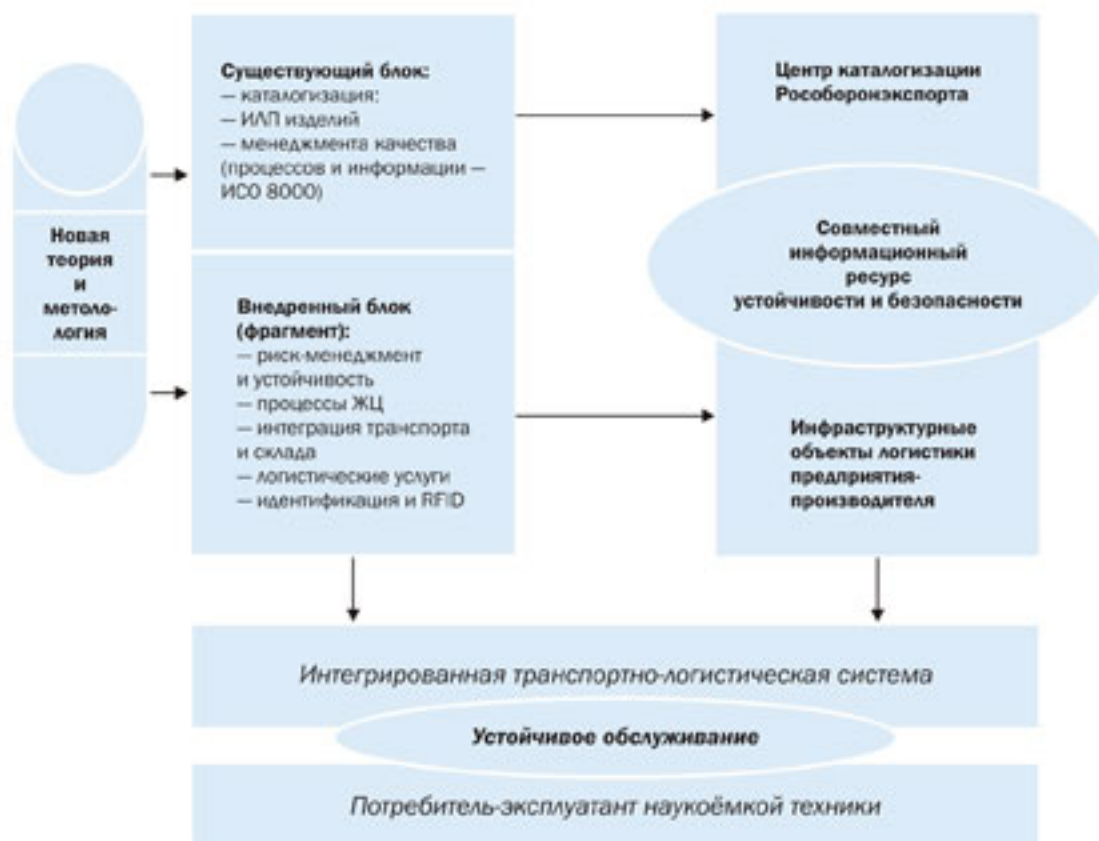 Новая
теория
и
метоло-
логия
Существующий блок:
— каталогизация:
— ИЛП изделий
— менеджмента качества
(процессов и информации —
ИСО 8000)
Внедренный блок
(фрагмент):
— риск-менеджмент
и устойчивость
— процессы ЖЦ
— интеграция транспорта
и склада
— логистические услуги
— идентификация и RFID
Центр каталогизации
Рособоронэкспорта
Совместный
информационный
ресурс
устойчивости и безопасности
Инфраструктурные
объекты логистики
предприятия-
производителя
Интегрированная транспортно-логистическая система
Устойчивое обслуживание
Потребитель-эксплуатант наукоёмкой техники